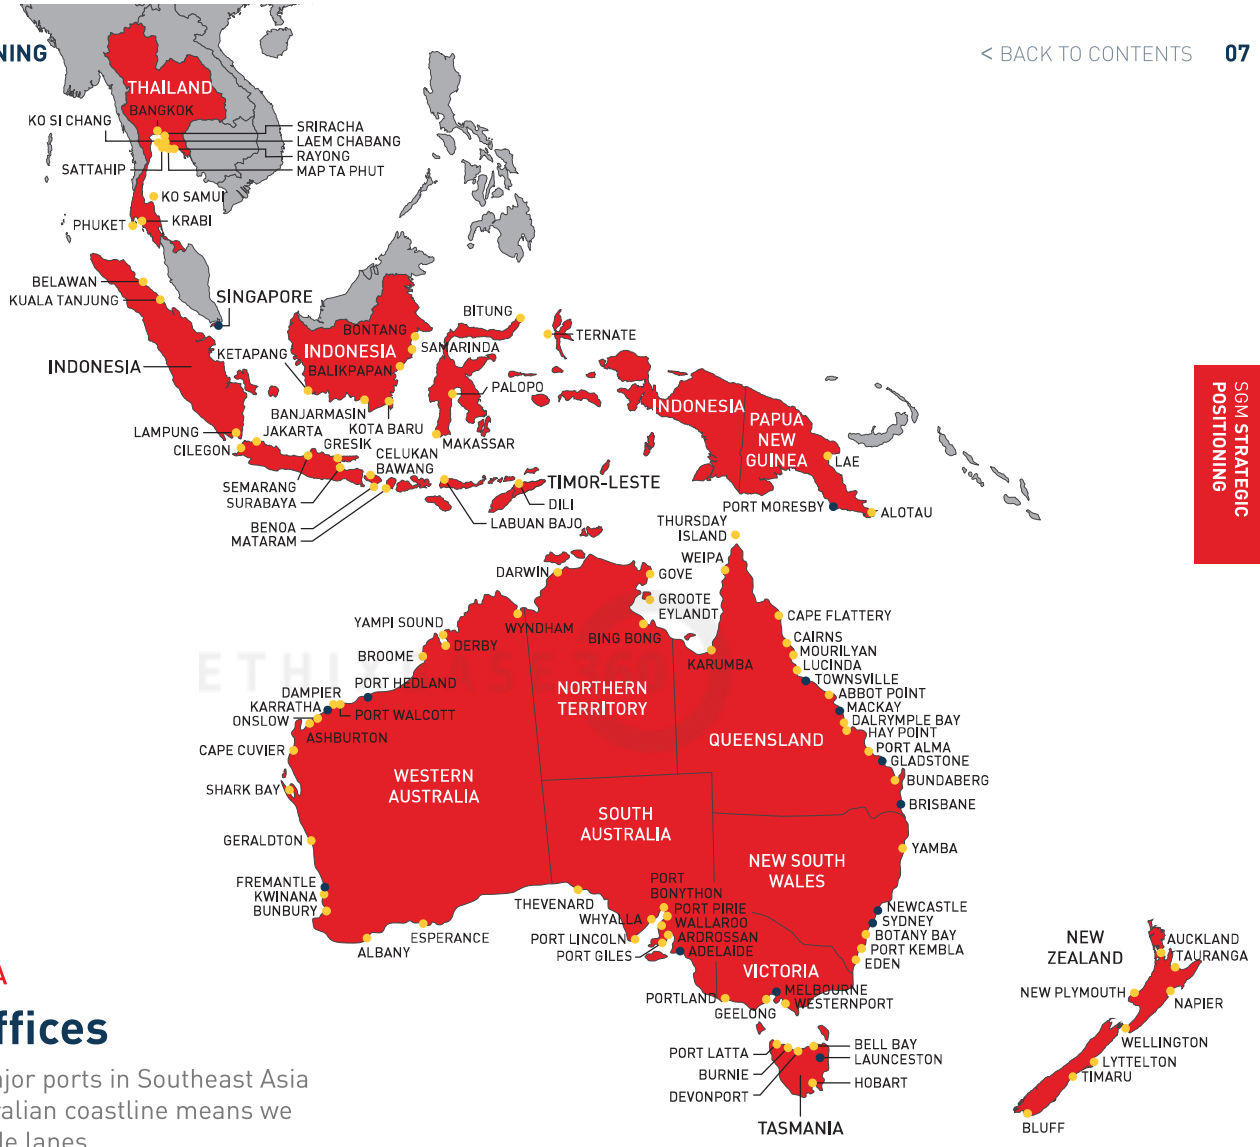 NING
< BACK TO CONTENTS 07
THAILAND
BANGKOK
KO SI CHANG
SRIRACHA
LAEM CHABANG
RAYONG
MAP TA PHUT
SATTAHIP
KO SAMUI
PHUKET
KRABI
BELAWAN
KUALA TANJUNG
SINGAPORE
INDONESIA
BITUNG
TERNATE
BONTANG
SAMARINDA
KETAPANG
INDONESIA
BALIKPAPAN
PALOPO
BANJARMASIN
KOTA BARU
MAKASSAR
LAMPUNG
JAKARTA
CILEGON
GRESIK
CELUKAN
BAWANG
SEMARANG
SURABAYA
BENOA
MATARAM
TIMOR-LESTE
DILI
LABUAN BAJO
INDONESIA
PAPUA
NEW
GUINEA
LAE
PORT MORESBY
ALOTAU
SGM STRATEGIC
POSITIONING
THURSDAY
ISLAND
WEIPA
DARWIN
GOVE
GROOTE
EYLANDT
BING BONG
KARUMBA
WYNDHAM
YAMPI SOUND
DERBY
BROOME
ETHIX BASE 360
PORT HEDLAND
DAMPIER
KARRATHA
PORT WALCOTT
ONSLOW
ASHBURTON
CAPE CUVIER
SHARK BAY
GERALDTON
FREMANTLE
KWINANA
BUNBURY
ALBANY
ESPERANCE
NORTHERN
TERRITORY
WESTERN
AUSTRALIA
SOUTH
AUSTRALIA
QUEENSLAND
NEW SOUTH
WALES
VICTORIA
CAPE FLATTERY
CAIRNS
MOURILYAN
LUCINDA
TOWNSVILLE
ABBOT POINT
MACKAY
DALRYMPLE BAY
HAY POINT
PORT ALMA
GLADSTONE
BUNDABERG
BRISBANE
YAMBA
NEWCASTLE
SYDNEY
BOTANY BAY
PORT KEMBLA
EDEN
THEVENARD
PORT
BONYTHON
PORT PIRIE
WHYALLA
WALLAROO
PORT LINCOLN
ARDROSSAN
PORT GILES
ADELAIDE
PORTLAND
MELBOURNE
WESTERNPORT
GEELONG
PORT LATTA
BURNIE
DEVONPORT
BELL BAY
LAUNCESTON
HOBART
TASMANIA
NEW
ZEALAND
AUCKLAND
TAURANGA
NEW PLYMOUTH
NAPIER
WELLINGTON
LYTTELTON
TIMARU
BLUFF
A
ffices
ajor ports in Southeast Asia
ralian coastline means we
de lanes